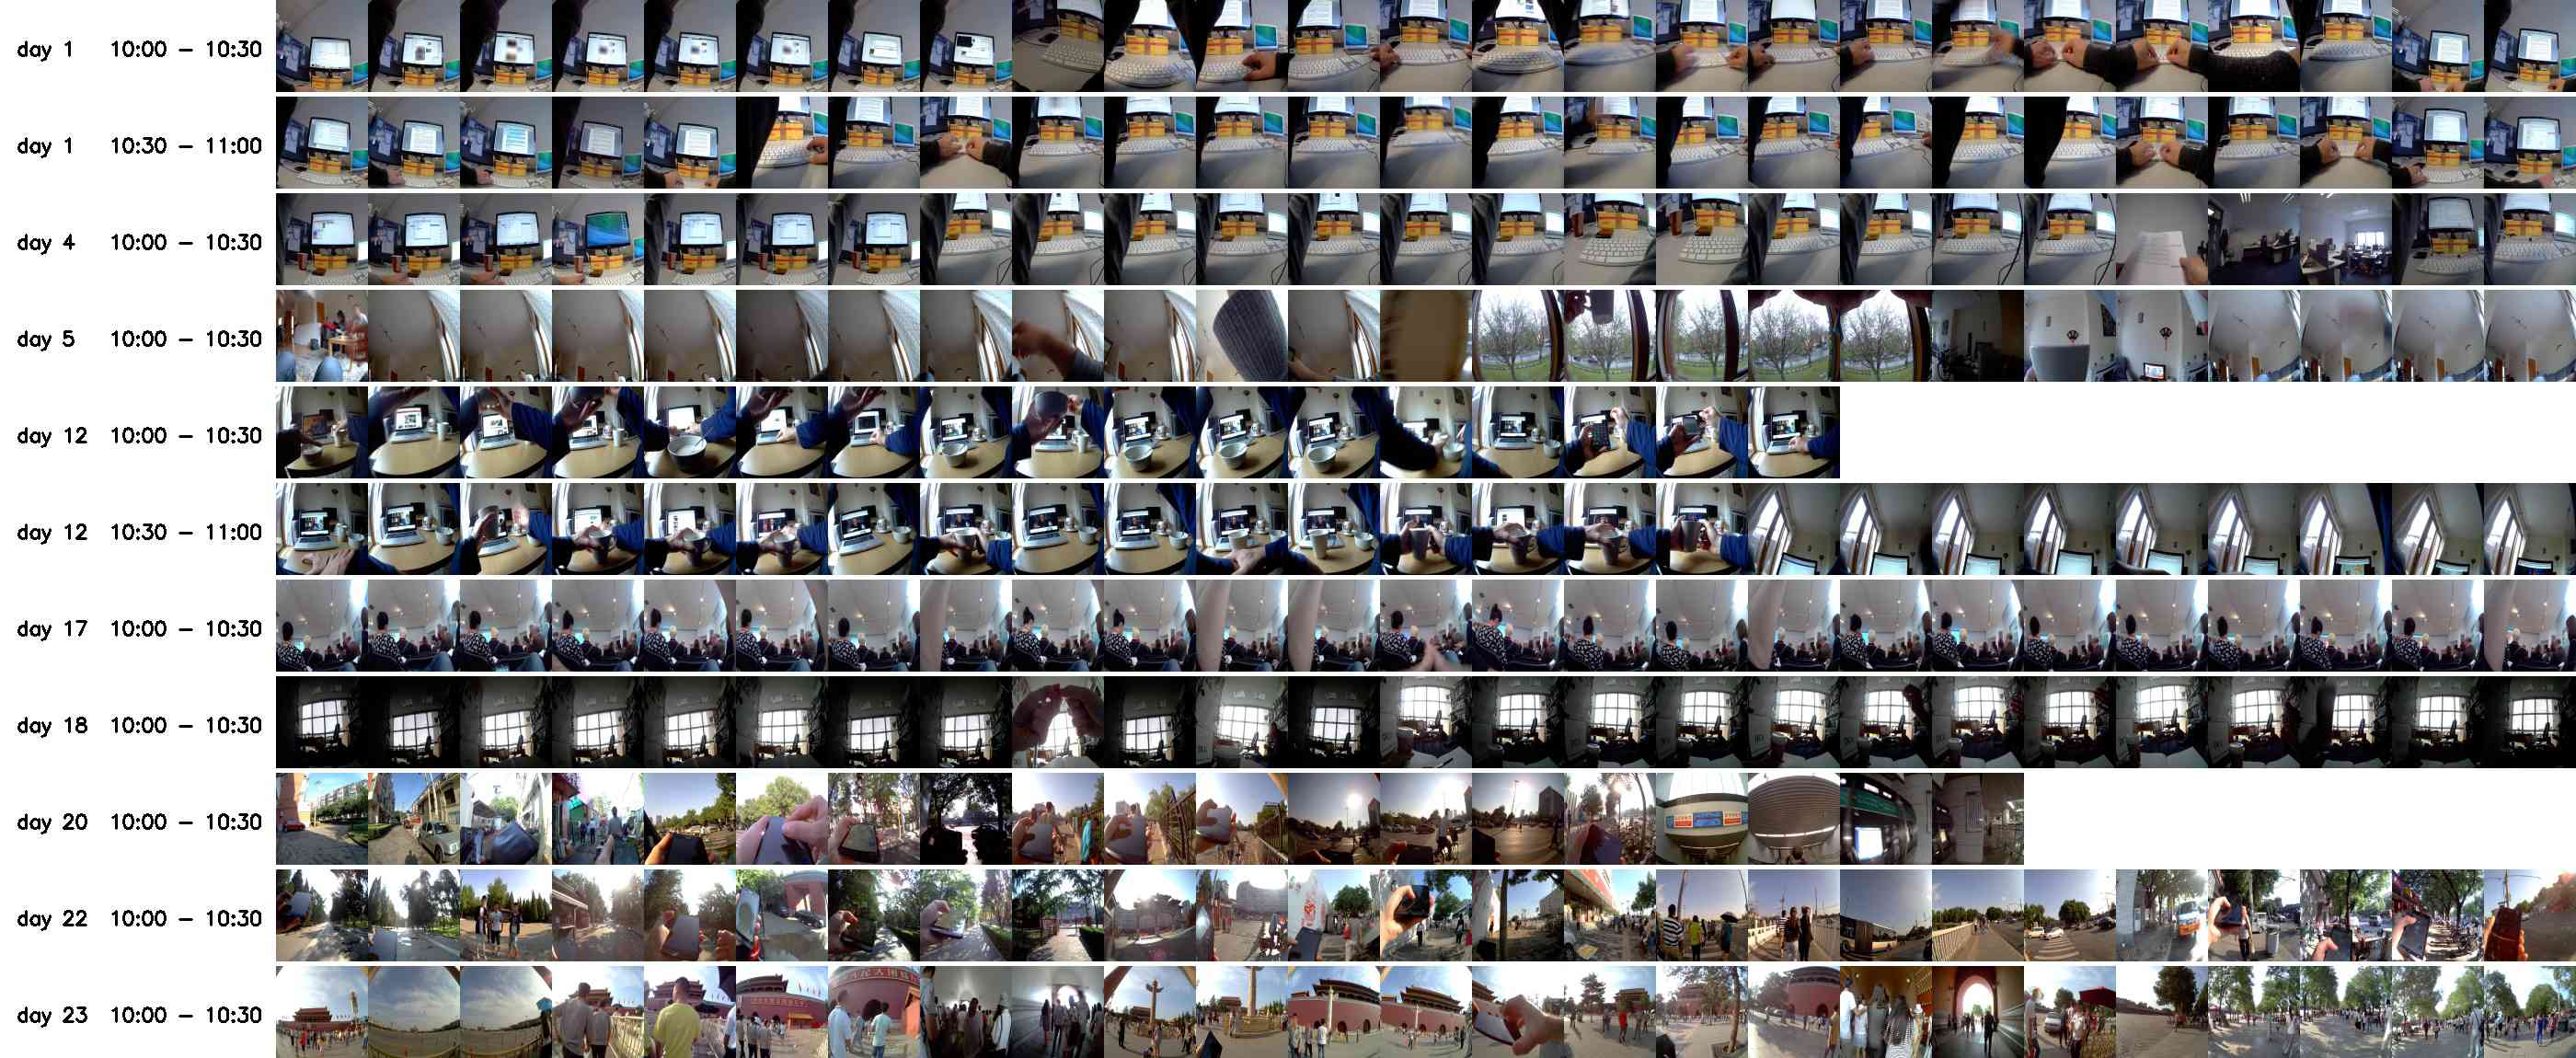 day 1 10:00 – 10:30
day 1 10:30 – 11:00
day 4 10:00 – 10:30
day 5 10:00 – 10:30
day 12 10:00 – 10:30
day 12 10:30 – 11:00
day 17 10:00 – 10:30
day 18 10:00 – 10:30
day 20 10:00 – 10:30
day 22 10:00 – 10:30
day 23 10:00 – 10:30